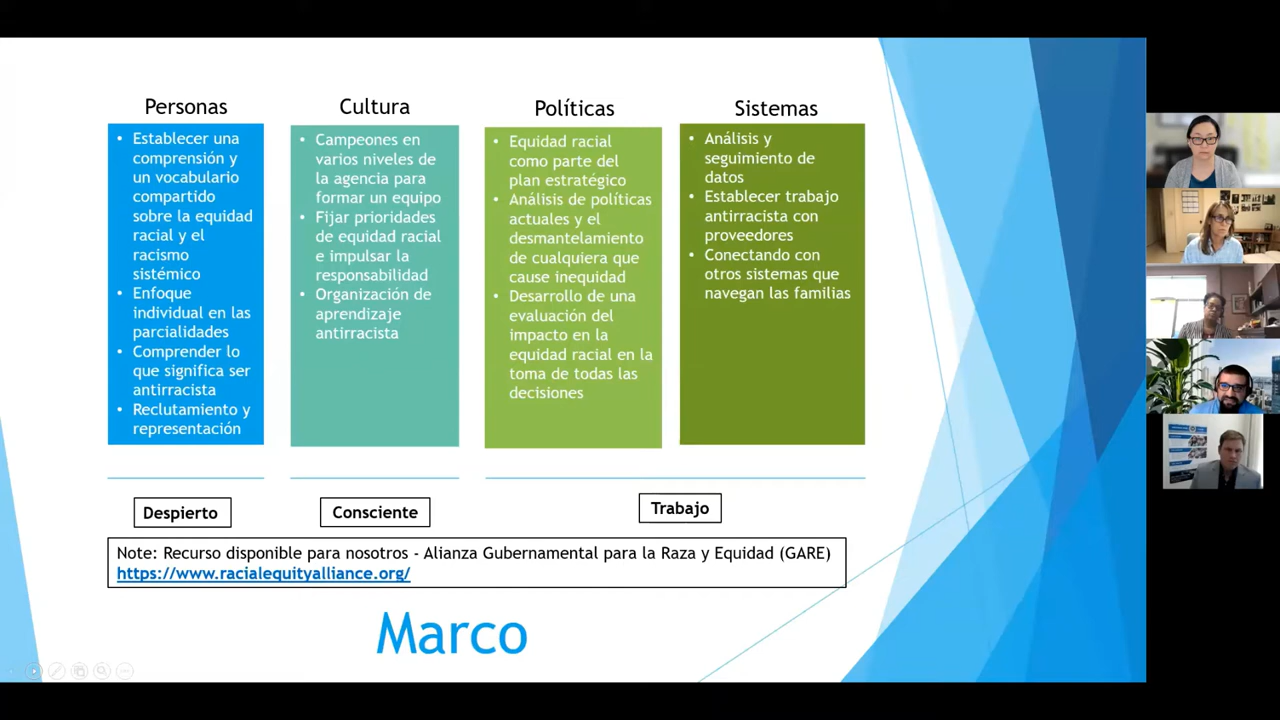 Personas
Establecer una
comprensión y
un vocabulario
compartido
sobre la equidad
racial y el
racismo
sistémico
Enfoque
individual en las
parcialidades
Comprender lo
que significa ser
antirracista
Reclutamiento y
representación
Cultura
Campeones en
varios niveles de
la agencia para
formar un equipo
Fijar prioridades
de equidad racial
e impulsar la
responsabilidad
Organización de
aprendizaje
antirracista
Políticas
Equidad racial
como parte del
plan estratégico
Análisis de políticas
actuales y el
desmantelamiento
de cualquiera que
cause inequidad
Desarrollo de una
evaluación del
impacto en la
equidad racial en la
toma de todas las
decisiones
Sistemas
Análisis y
seguimiento de
datos
Establecer trabajo
antirracista con
proveedores
Conectando con
otros sistemas que
navegan las familias
Despierto
Consciente
Trabajo
Note: Recurso disponible para nosotros - Alianza Gubernamental para la Raza y Equidad (GARE)
https://www.racialequityalliance.org/
Marco